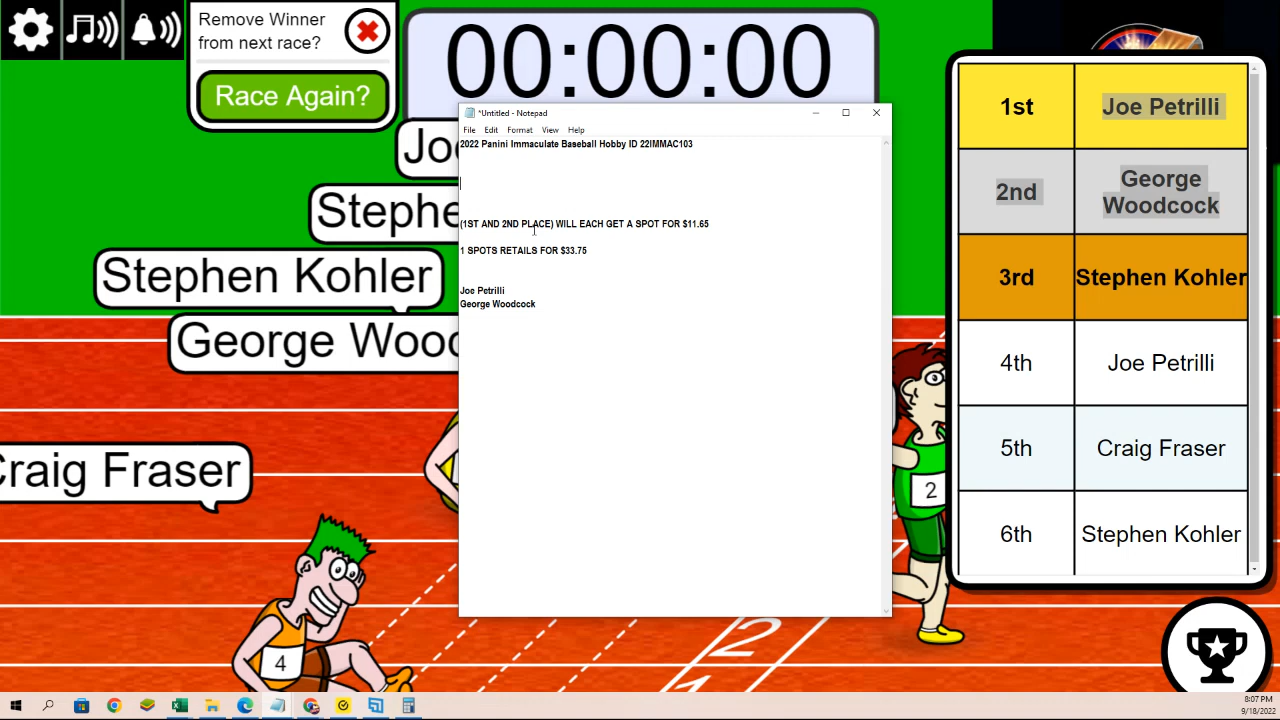 Remove Winner
from next race?
Race Again?
00:00:00
*Untitled - Notepad
File Edit Format View Help
2022 Panini Immaculate Baseball Hobby ID 22IMMAC103
(1ST AND 2ND PLACE) WILL EACH GET A SPOT FOR $11.65
1 SPOTS RETAILS FOR $33.75
Joe Petrilli
George Woodcock
Joe
Stephe
Stephen Kohler
George Wood
Craig Fraser
4
2
2
1st Joe Petrilli
2nd George
Woodcock
3rd Stephen Kohler
4th Joe Petrilli
5th Craig Fraser
6th Stephen Kohler
8:07 PM
9/18/2022